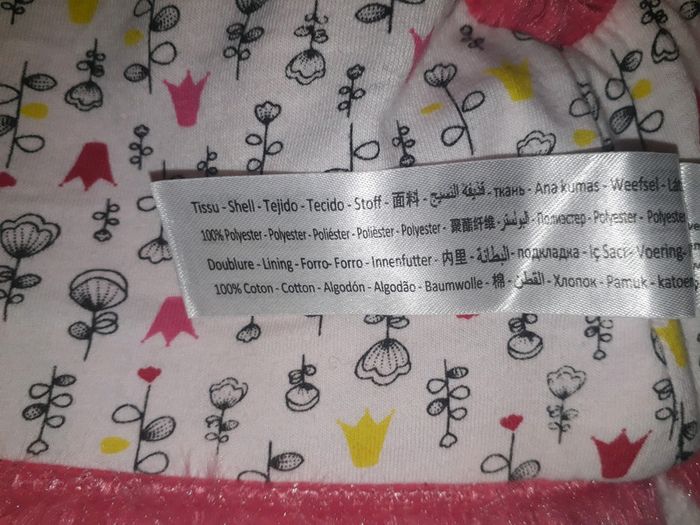 Tissu - Shell - Tejido - Tecido - Stoff - 面料 - قذيفة النسيج - ткань - Ana kumas - Weefsel -
100% Polyester - Polyester - Poliéster - Poliéster - Polyester - 聚酯纤维 - البوليستر - Полиэстер - Polyester - Polyester
Doublure - Lining - Forro - Forro - Innenfutter - 内里 - البطانة - подкладка - Iç - Voering -
100% Coton - Cotton - Algodón - Algodão - Baumwolle - 棉 - القطن - Хлопок - Pamuk - katoen